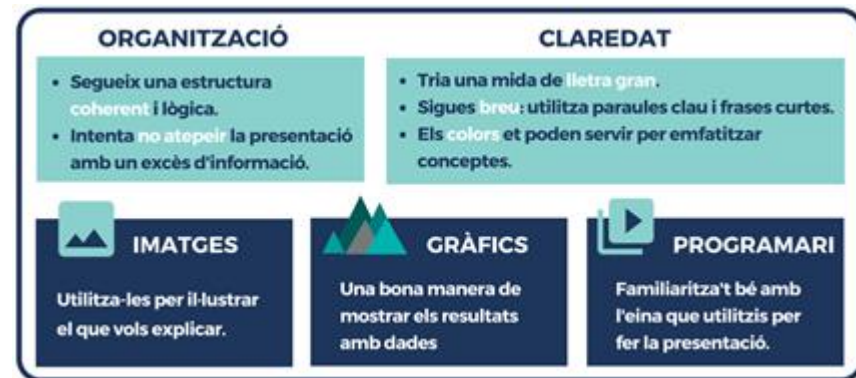 ORGANITZACIÓ
• Segueix una estructura
coherent i lògica.
• Intenta no atepeir la presentació
amb un excès d'informació.
CLAREDAT
• Tria una mida de lletra gran.
• Sigues breu: utilitza paraules clau i frases curtes.
• Els colors et poden servir per emfatitzar
conceptes.
IMATGES
Utilitza-les per il·lustrar
el que vols explicar.
GRÀFICS
Una bona manera de
mostrar els resultats
amb dades
PROGRAMARI
Familiaritza't bé amb
l'eina que utilitzis per
fer la presentació.